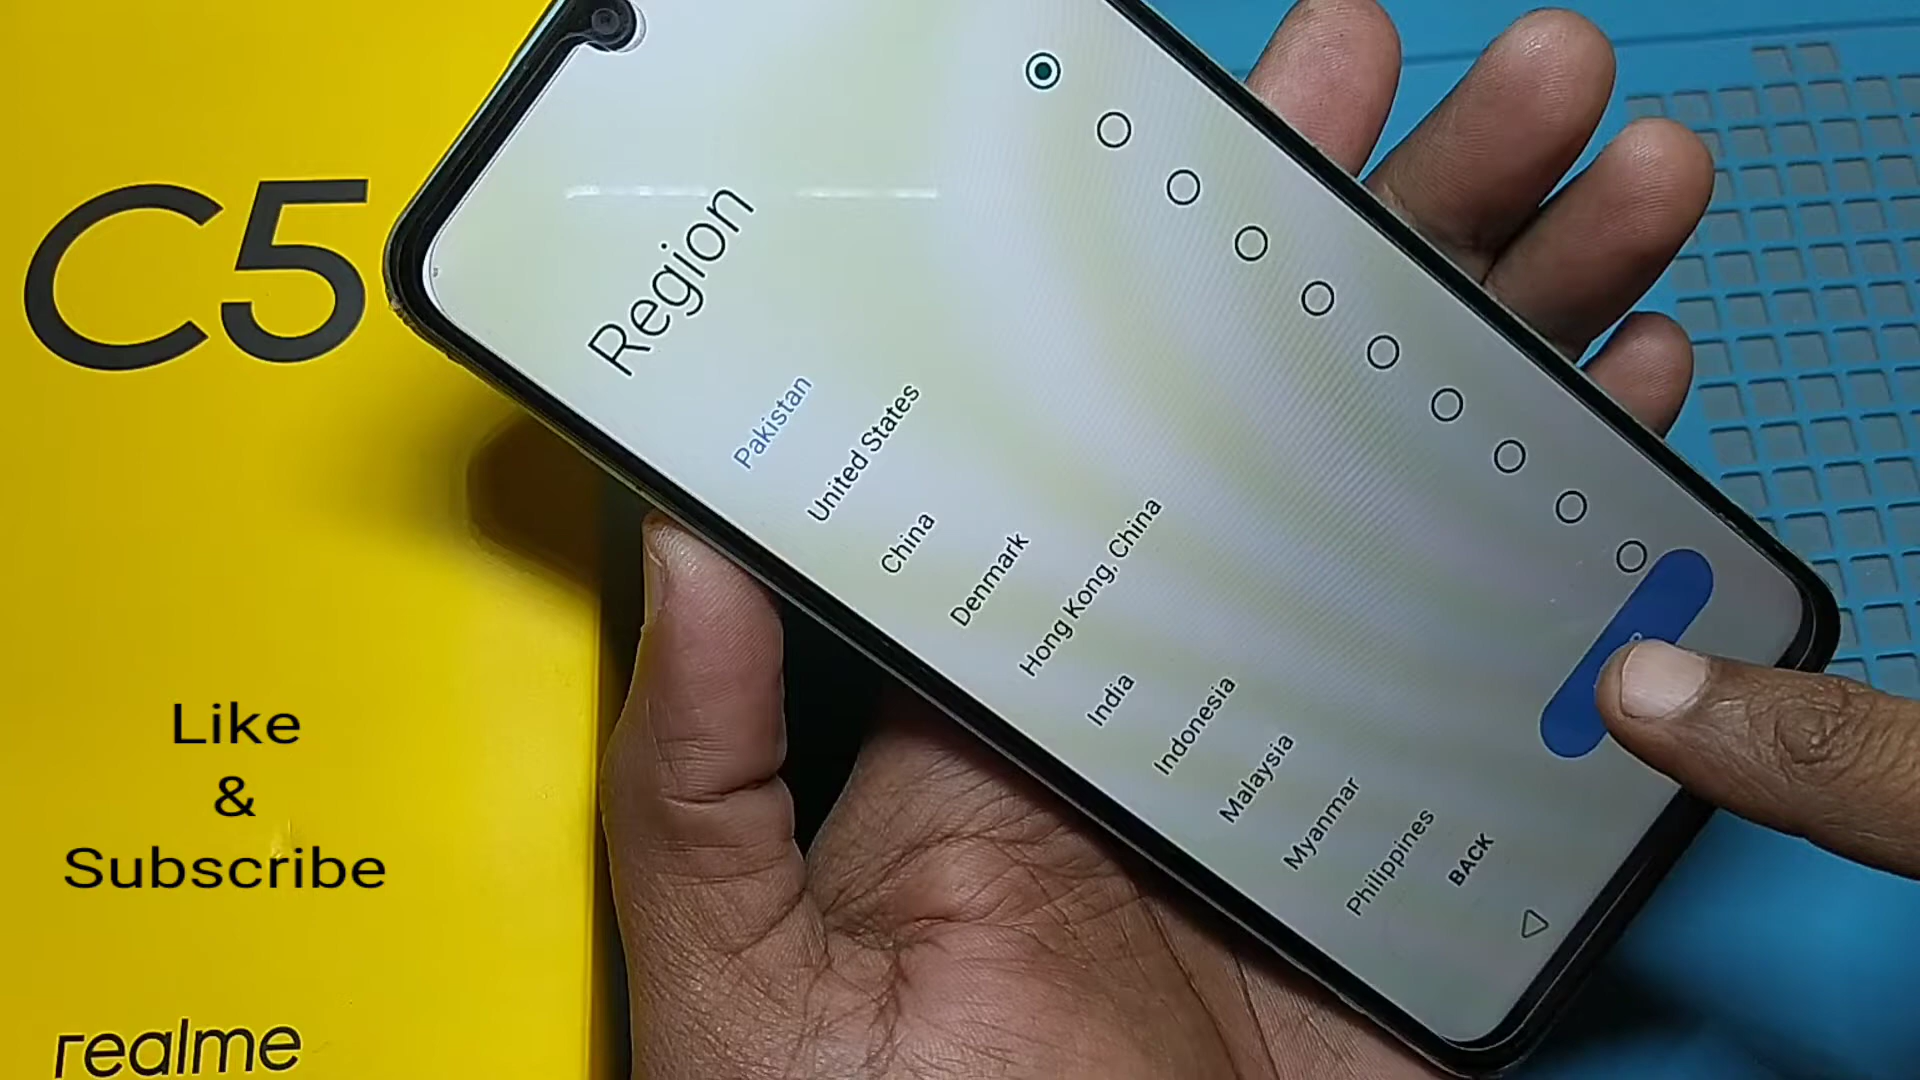 C5
Like
&
Subscribe
realme
Region
Pakistan
United States
China
Denmark
Hong Kong, China
India
Indonesia
Malaysia
Myanmar
Philippines
BACK